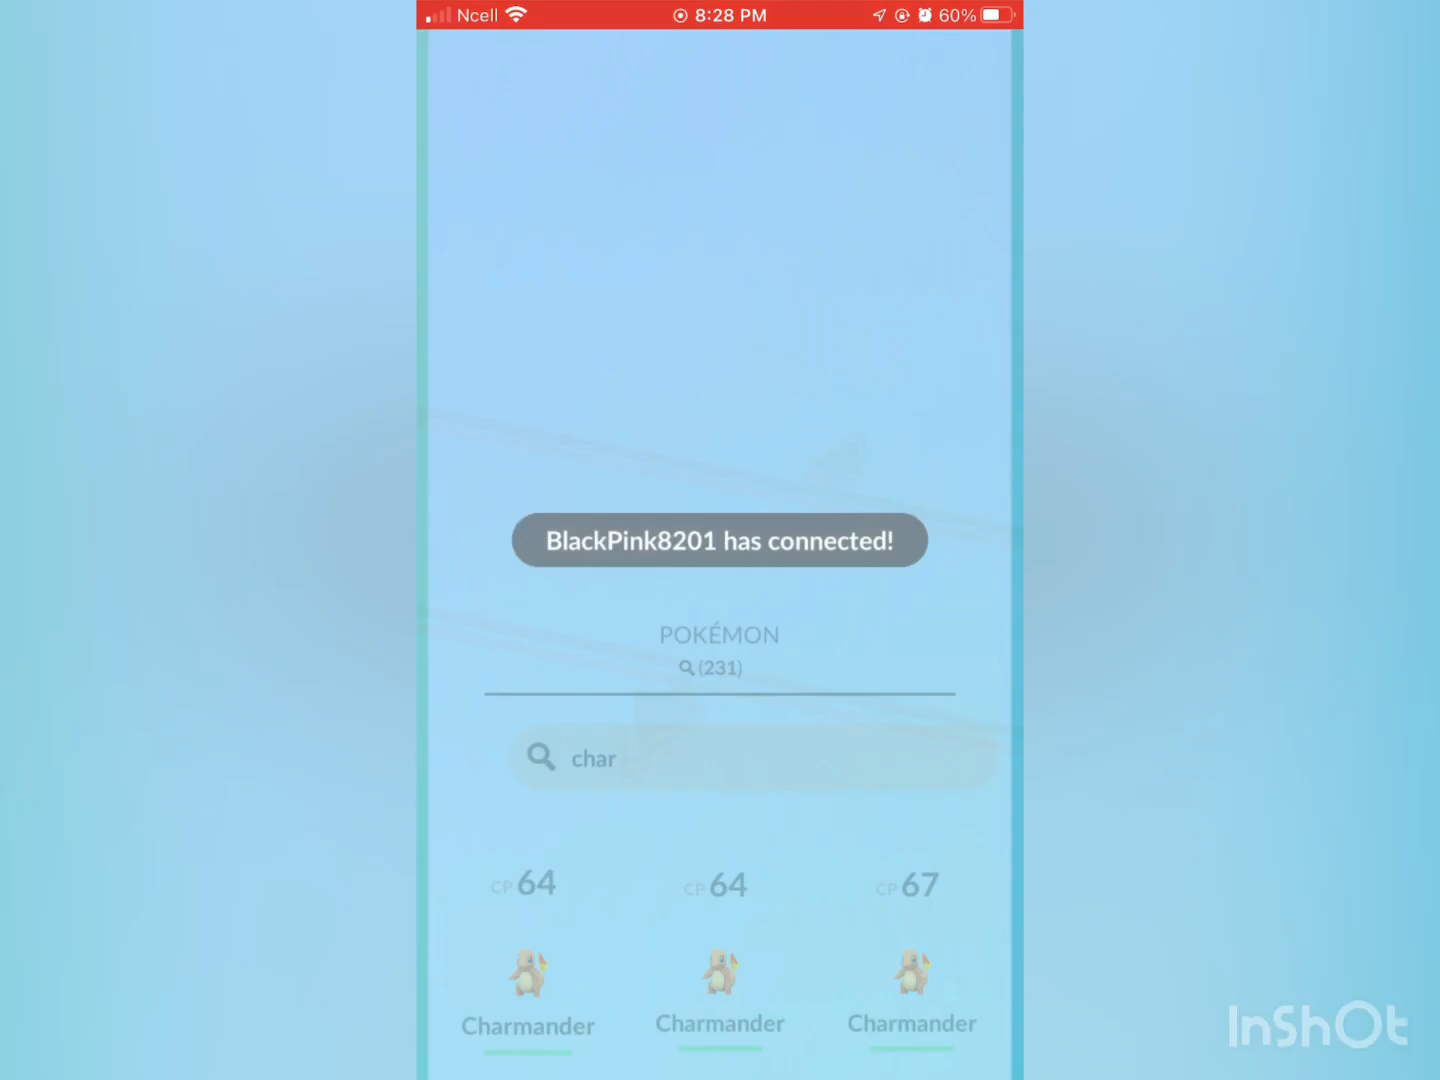 Ncell 8:28 PM 60%
BlackPink8201 has connected!
POKÉMON
(231)
char
CP 64 CP 64 CP 67
Charmander Charmander Charmander
InShOt